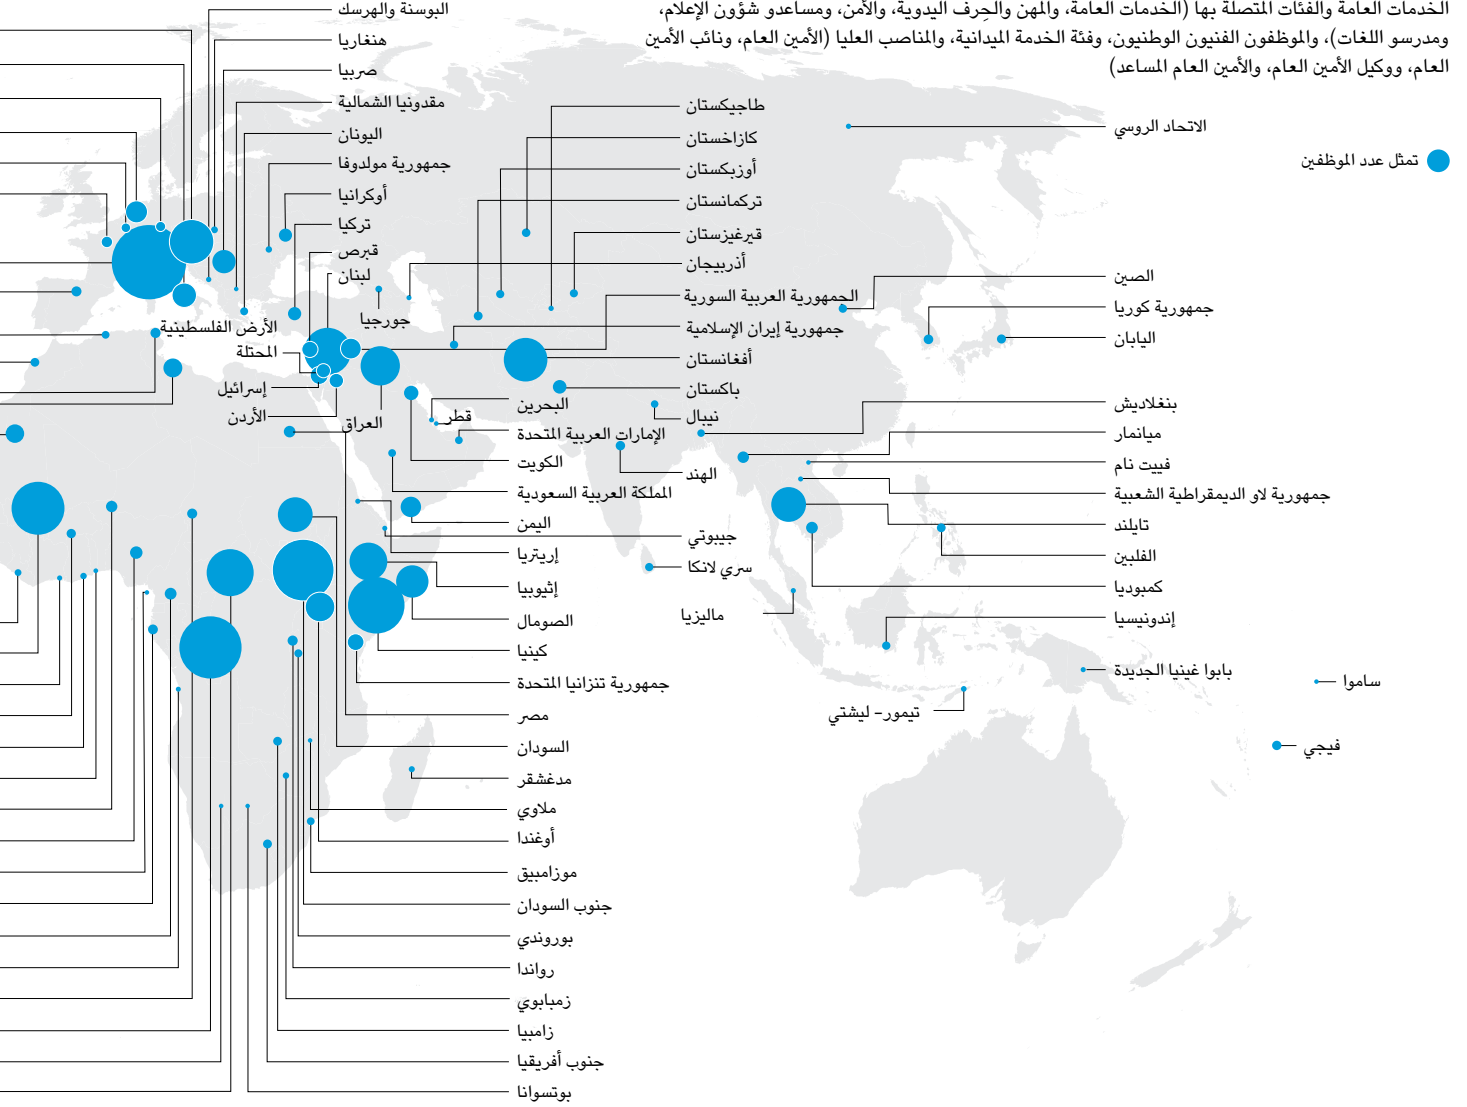 الخدمات العامة والفئات المتصلة بها (الخدمات العامة، والمهن والحِرف اليدوية، والأمن، ومساعدو شؤون الإعلام،
ومدرسو اللغات)، والموظفون الفنيون الوطنيون، وفئة الخدمة الميدانية، والمناصب العليا (الأمين العام، ونائب الأمين
العام، ووكيل الأمين العام، والأمين العام المساعد)
تمثل عدد الموظفين
الاتحاد الروسي
الصين
جمهورية كوريا
اليابان
بنغلاديش
ميانمار
فييت نام
جمهورية لاو الديمقراطية الشعبية
تايلند
الفلبين
كمبوديا
إندونيسيا
بابوا غينيا الجديدة
ساموا
فيجي
تيمور- ليشتي
طاجيكستان
كازاخستان
أوزبكستان
تركمانستان
قيرغيزستان
أذربيجان
الجمهورية العربية السورية
جمهورية إيران الإسلامية
أفغانستان
باكستان
نيبال
الهند
جيبوتي
سري لانكا
ماليزيا
البوسنة والهرسك
هنغاريا
صربيا
مقدونيا الشمالية
اليونان
جمهورية مولدوفا
أوكرانيا
تركيا
قبرص
لبنان
جورجيا
الأرض الفلسطينية
المحتلة
إسرائيل
الأردن
العراق
البحرين
قطر
الإمارات العربية المتحدة
الكويت
المملكة العربية السعودية
اليمن
إريتريا
إثيوبيا
الصومال
كينيا
جمهورية تنزانيا المتحدة
مصر
السودان
مدغشقر
ملاوي
أوغندا
موزامبيق
جنوب السودان
بوروندي
رواندا
زمبابوي
زامبيا
جنوب أفريقيا
بوتسوانا